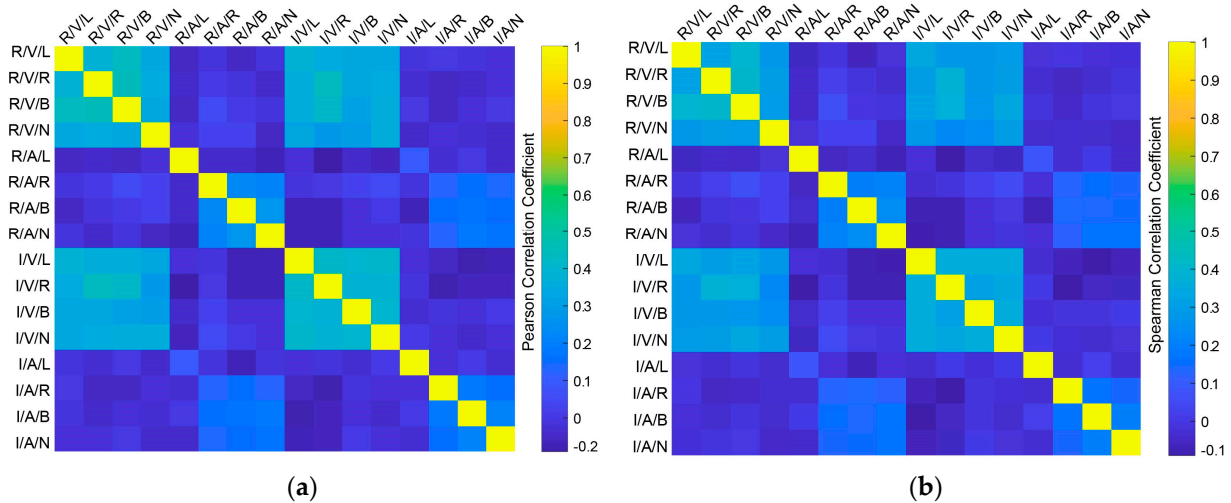 R/V/L R/V/R R/V/B R/V/N R/A/L R/A/R R/A/B R/A/N I/V/L I/V/R I/V/B I/V/N I/A/L I/A/R I/A/B I/A/N
R/V/L
R/V/R
R/V/B
R/V/N
R/A/L
R/A/R
R/A/B
R/A/N
I/V/L
I/V/R
I/V/B
I/V/N
I/A/L
I/A/R
I/A/B
I/A/N
1
0.9
0.8
0.7
0.6
0.5
0.4
0.3
0.2
0.1
0
-0.2
Pearson Correlation Coefficient
(a)
R/V/L R/V/R R/V/B R/V/N R/A/L R/A/R R/A/B R/A/N I/V/L I/V/R I/V/B I/V/N I/A/L I/A/R I/A/B I/A/N
R/V/L
R/V/R
R/V/B
R/V/N
R/A/L
R/A/R
R/A/B
R/A/N
I/V/L
I/V/R
I/V/B
I/V/N
I/A/L
I/A/R
I/A/B
I/A/N
1
0.9
0.8
0.7
0.6
0.5
0.4
0.3
0.2
0.1
0
-0.1
Spearman Correlation Coefficient
(b)